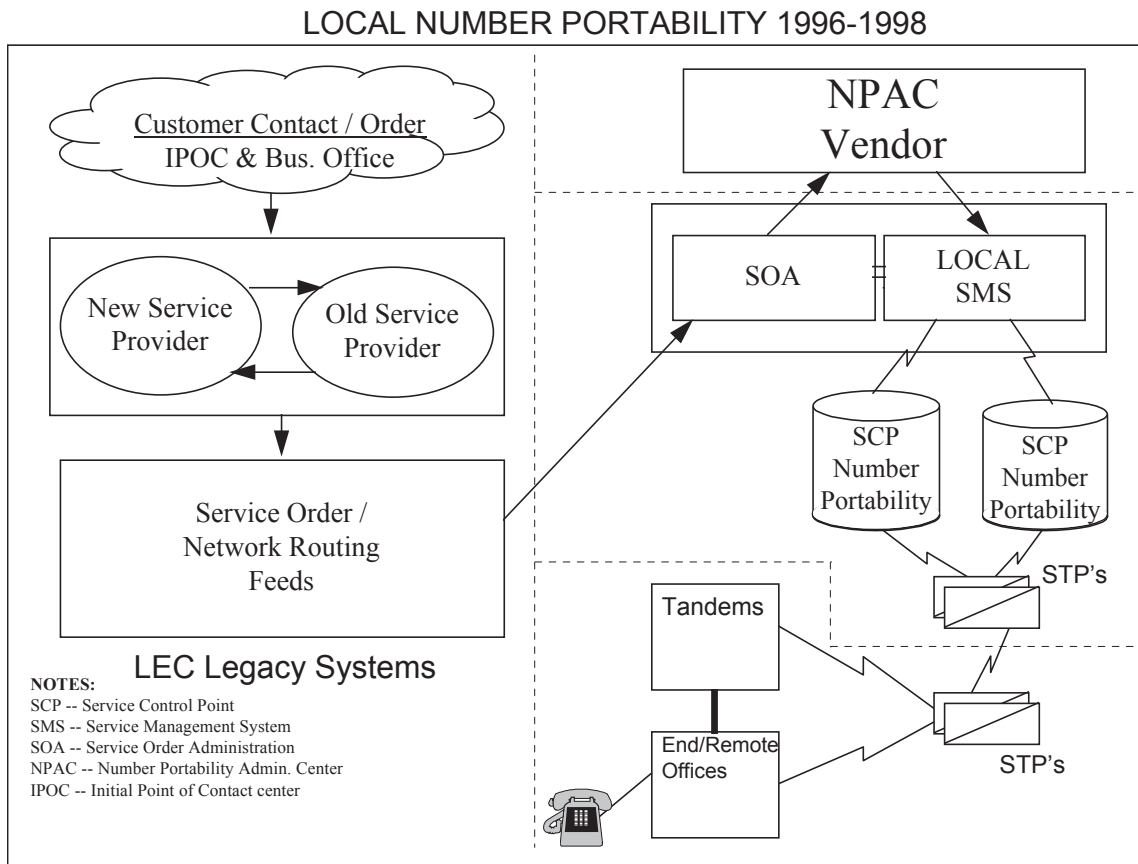 LOCAL NUMBER PORTABILITY 1996-1998
Customer Contact / Order
IPOC & Bus. Office
New Service
Provider
Old Service
Provider
Service Order /
Network Routing
Feeds
LEC Legacy Systems
NOTES:
SCP -- Service Control Point
SMS -- Service Management System
SOA -- Service Order Administration
NPAC -- Number Portability Admin. Center
IPOC -- Initial Point of Contact center
NPAC
Vendor
SOA
LOCAL
SMS
SCP
Number
Portability
SCP
Number
Portability
STP's
Tandems
End/Remote
Offices
STP's